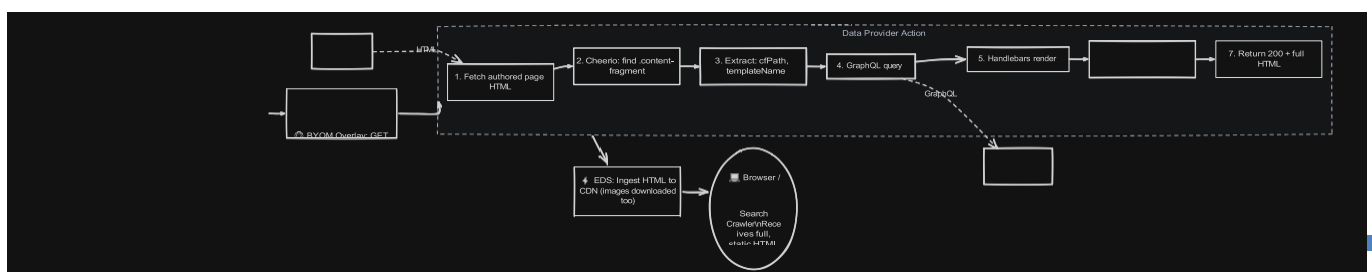 Data Provider Action
HTML
1. Fetch authored page
HTML
2. Cheerio: find .content-
fragment
3. Extract: cfPath,
templateName
4. GraphQL query
5. Handlebars render
7. Return 200 + full
HTML
GraphQL
BYOM Overlay: GET
EDS: Ingest HTML to
CDN (images downloaded
too)
Browser /
Search
Crawler\nRece
ives full,
static HTML